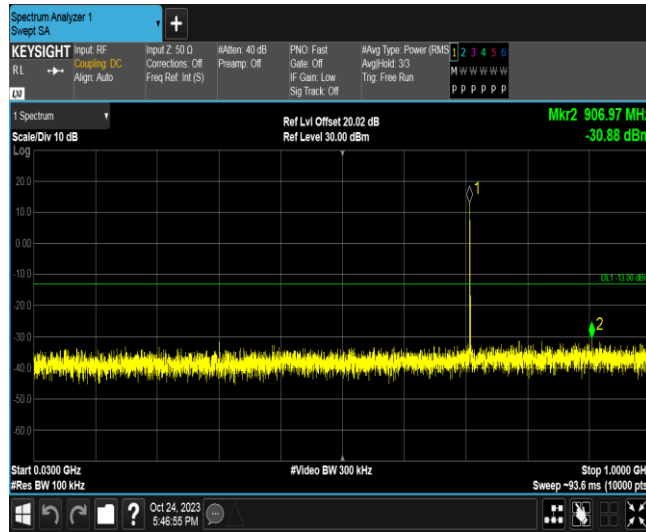 Spectrum Analyzer 1
Swept SA
+
KEYSIGHT Input: RF Input Z: 50 Ω #Atten: 40 dB PNO: Fast #Avg Type: Power (RMS 1 2 3 4 5 6
RL Coupling: DC Corrections: Off Preamp: Off Gate: Off Avg|Hold: 3/3 M W W W W W
Align: Auto Freq Ref: Int (S) IF Gain: Low Trig: Free Run
LXI Sig Track: Off P P P P P P
1 Spectrum Ref Lvl Offset 20.02 dB Mkr2 906.97 MHz
Scale/Div 10 dB Ref Level 30.00 dBm -30.88 dBm
Log
20.0
1
10.0
0.00
-10.0
DL1 -13.00 dBm
-20.0
2
-30.0
-40.0
-50.0
-60.0
Start 0.0300 GHz #Video BW 300 kHz Stop 1.0000 GHz
#Res BW 100 kHz Sweep ~93.6 ms (10000 pts
? Oct 24, 2023
5:46:55 PM